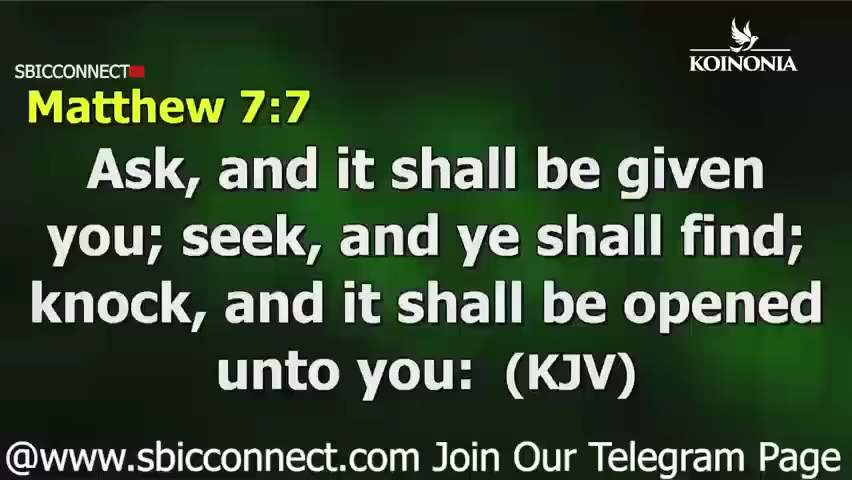 KOINONIA
SBICCONNECT
Matthew 7:7
Ask, and it shall be given
you; seek, and ye shall find;
knock, and it shall be opened
unto you: (KJV)
@www.sbicconnect.com Join Our Telegram Page